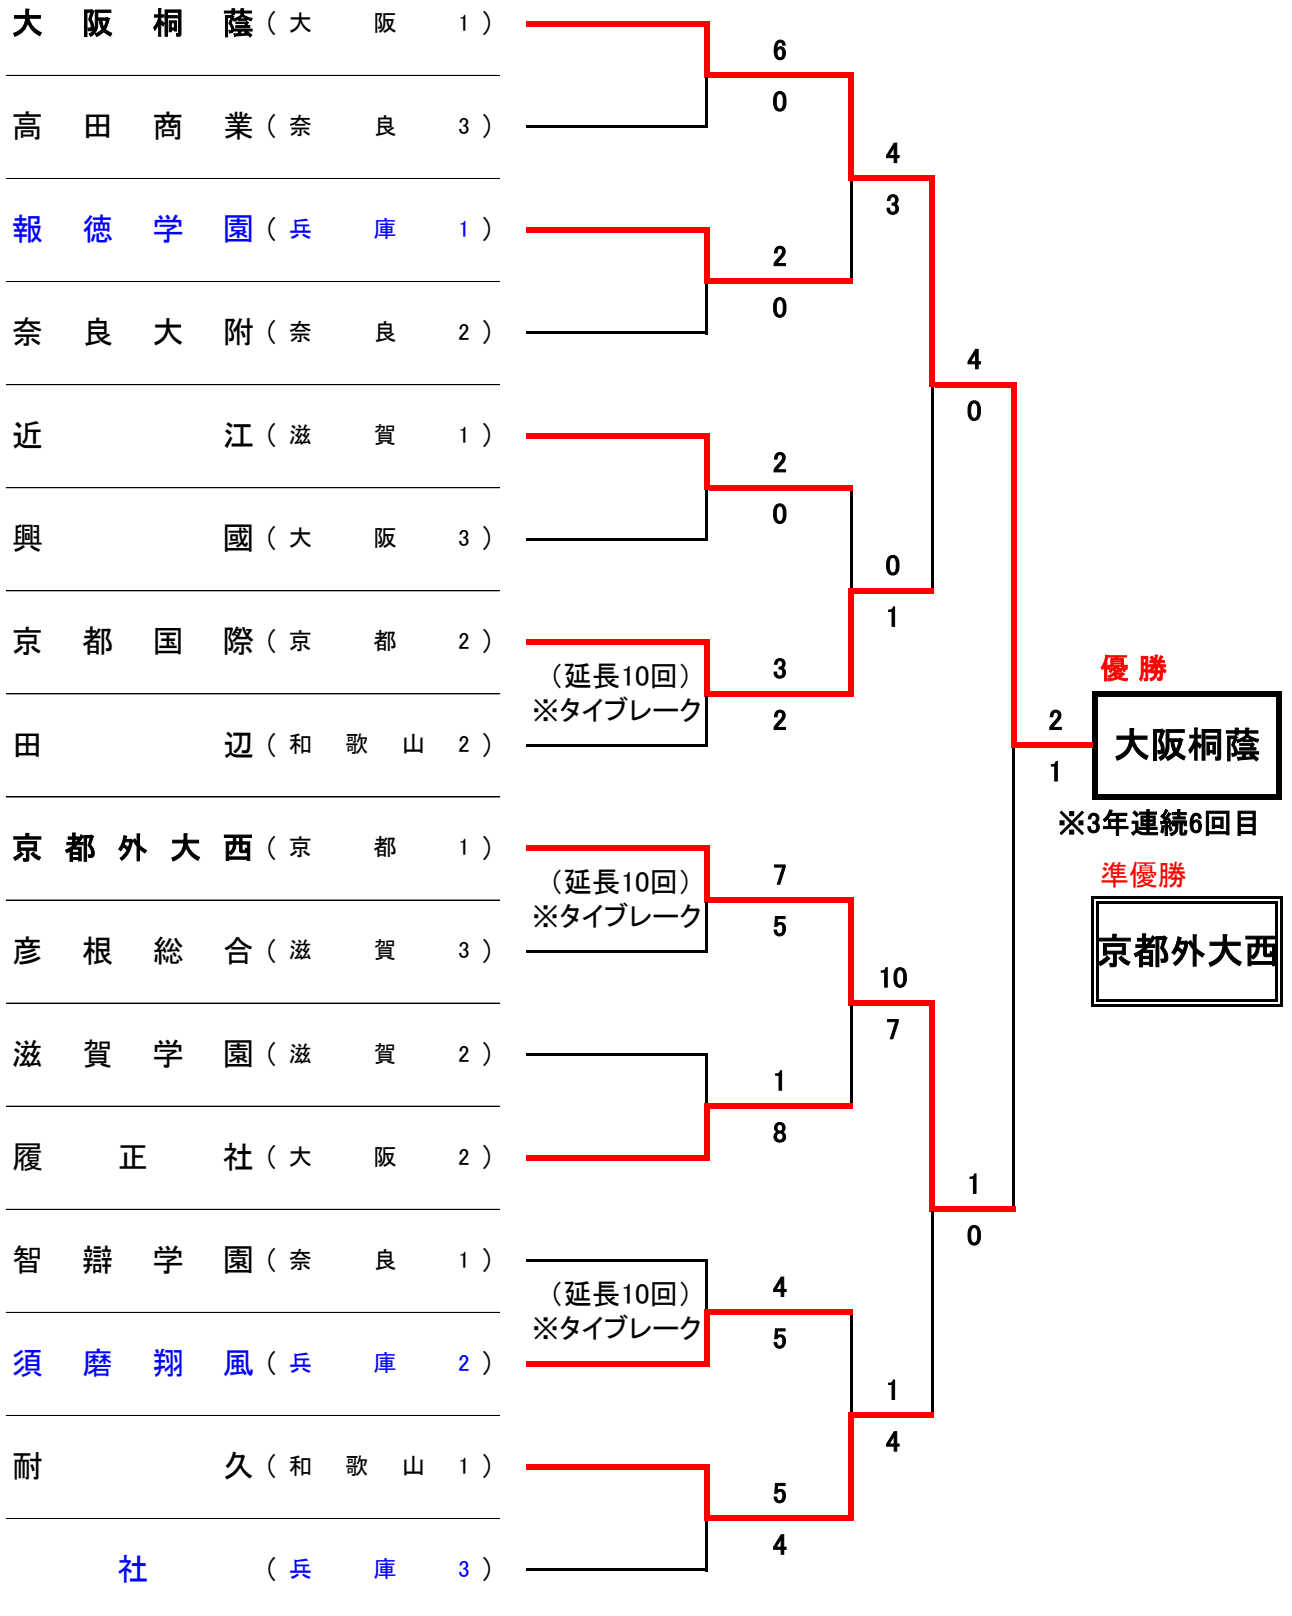 大阪桐蔭(大阪1)
6
0
高田商業(奈良3)
4
3
報徳学園(兵庫1)
2
0
奈良大附(奈良2)
4
0
近江(滋賀1)
2
0
興國(大阪3)
0
1
京都国際(京都2)
(延長10回)
※タイブレーク
3
2
田辺(和歌山2)
優勝
大阪桐蔭
2
1
※3年連続6回目
京都外大西(京都1)
(延長10回)
※タイブレーク
7
5
準優勝
京都外大西
彦根総合(滋賀3)
10
7
滋賀学園(滋賀2)
1
8
履正社(大阪2)
1
0
智辯学園(奈良1)
(延長10回)
※タイブレーク
4
5
須磨翔風(兵庫2)
1
4
耐久(和歌山1)
5
4
社(兵庫3)